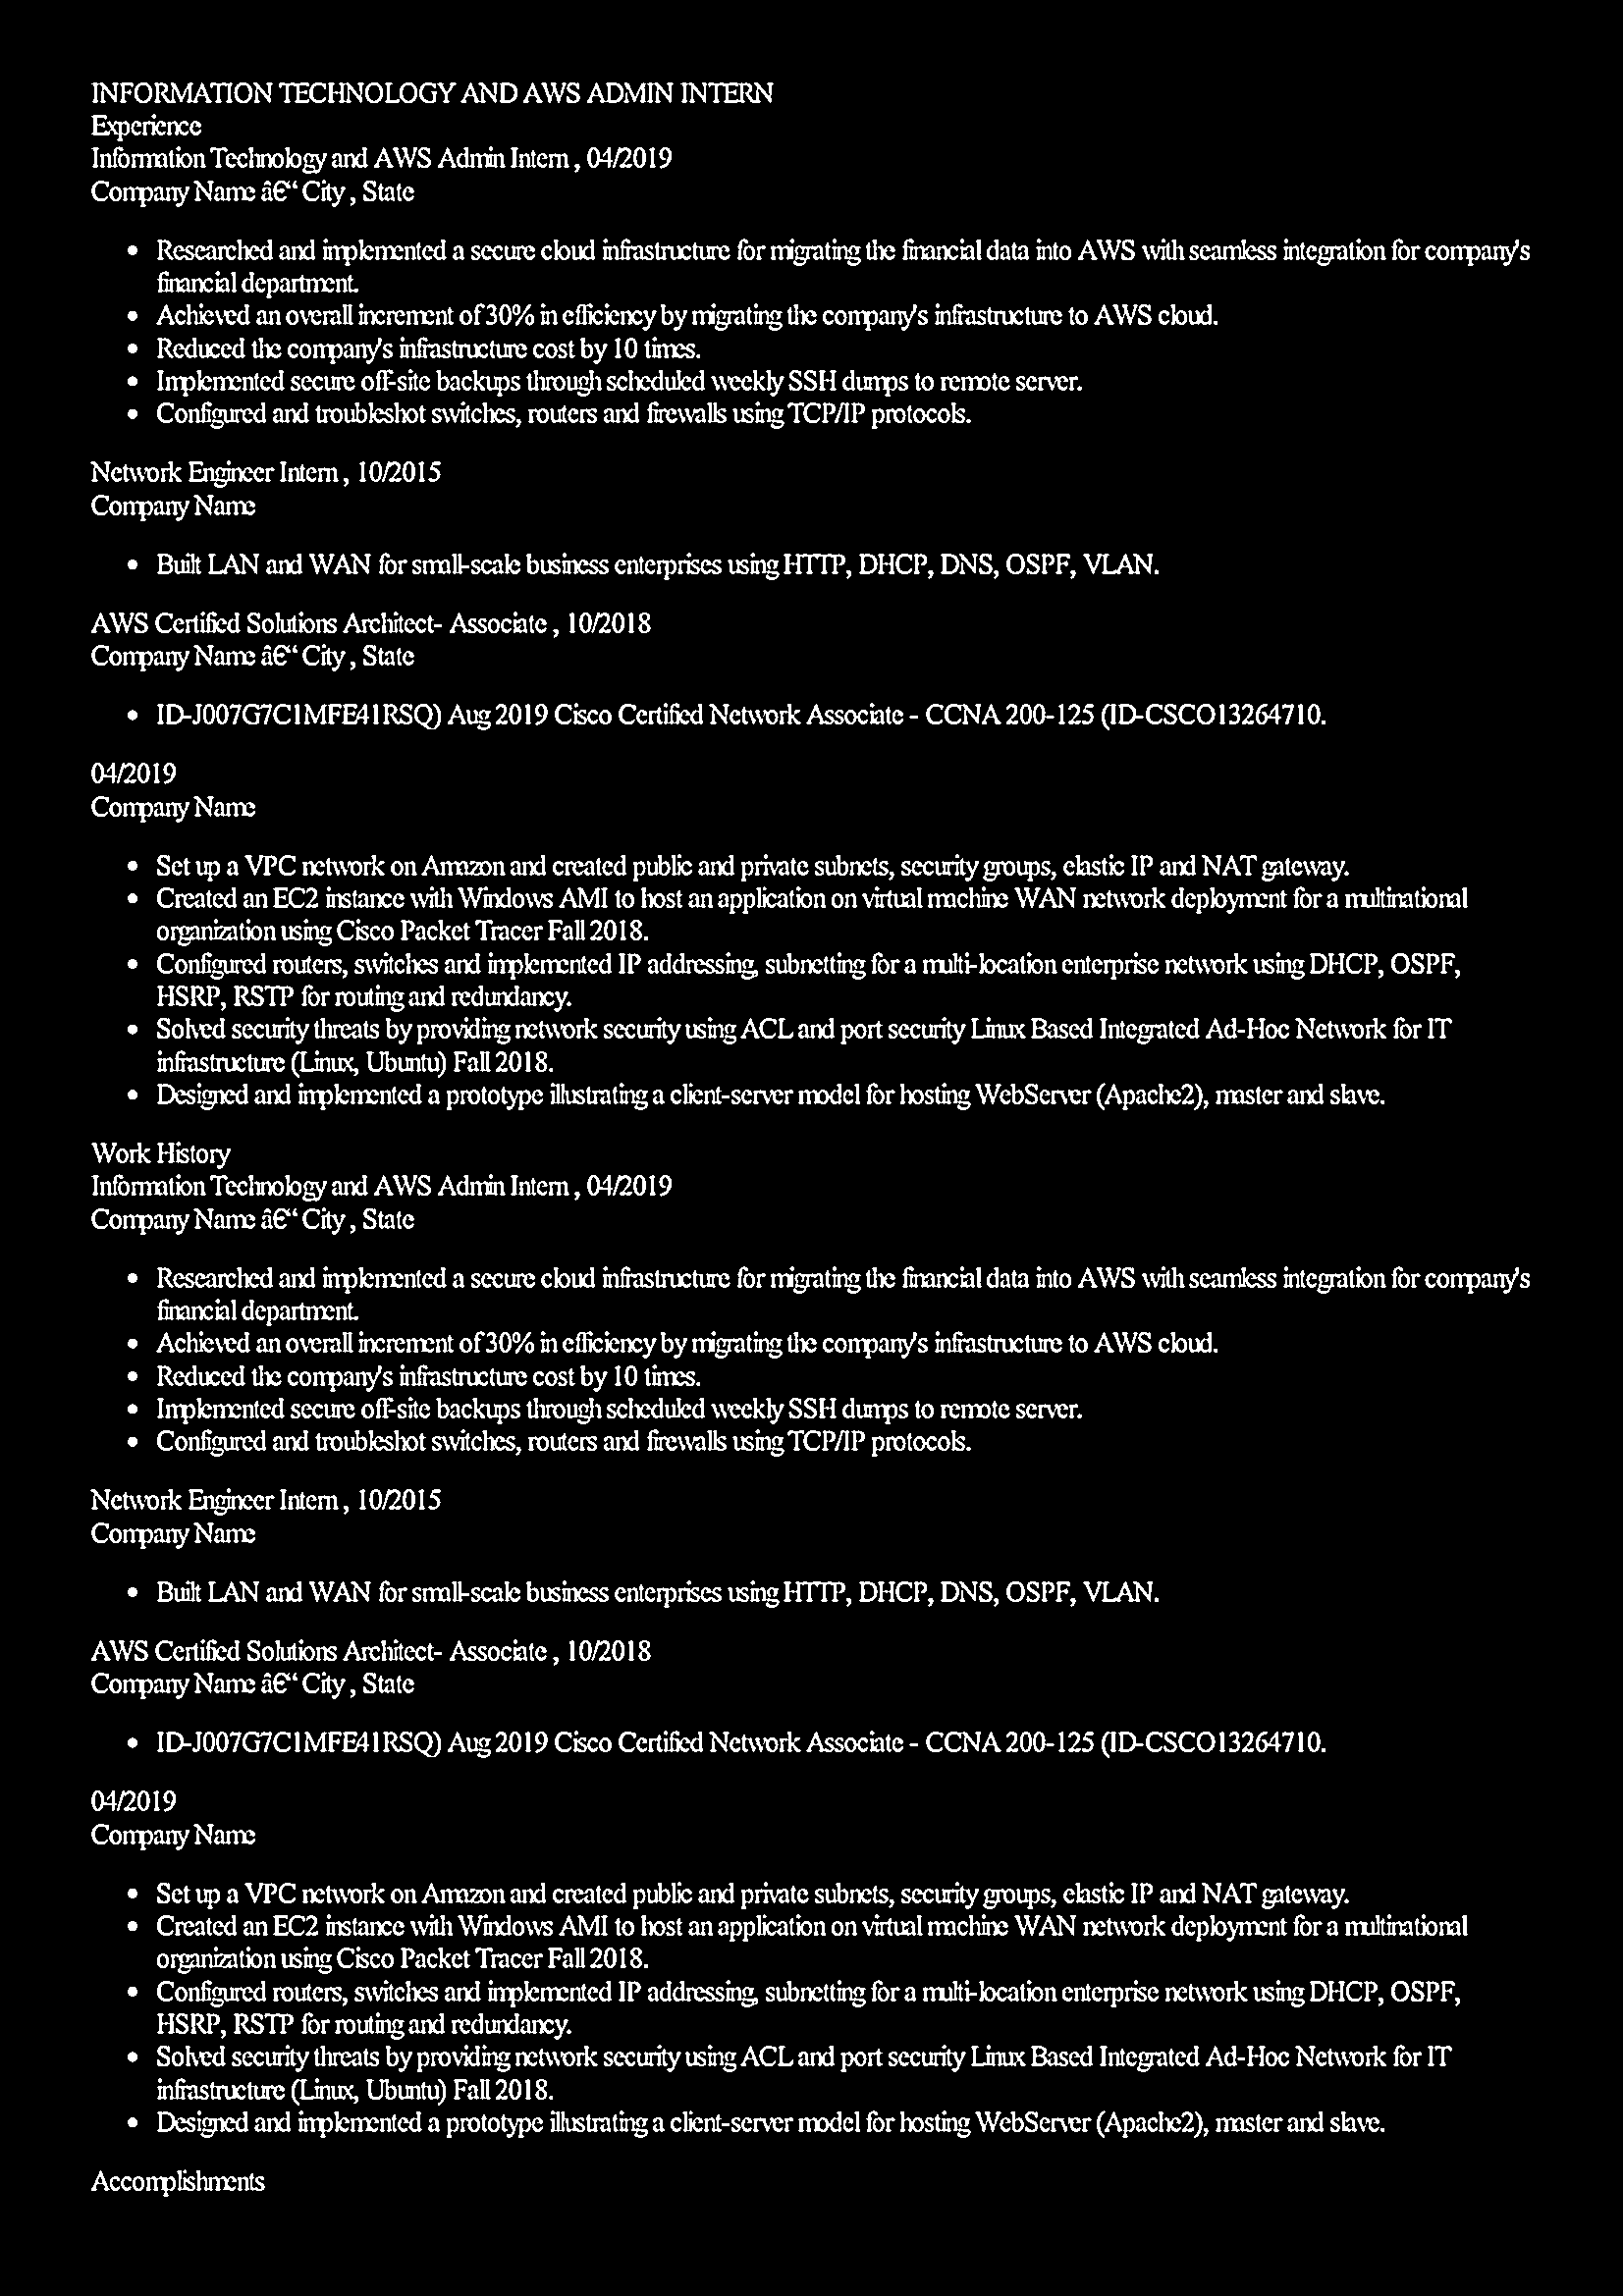 INFORMATION TECHNOLOGY AND AWS ADMIN INTERN
Experience
Information Technology and AWS Admin Intern , 04/2019
Company Name â€“ City , State
• Researched and implemented a secure cloud infrastructure for migrating the financial data into AWS with seamless integration for company's
financial department.
• Achieved an overall increment of 30% in efficiency by migrating the company's infrastructure to AWS cloud.
• Reduced the company's infrastructure cost by 10 times.
• Implemented secure off-site backups through scheduled weekly SSH dumps to remote server.
• Configured and troubleshot switches, routers and firewalls using TCP/IP protocols.
Network Engineer Intern , 10/2015
Company Name
• Built LAN and WAN for small-scale business enterprises using HTTP, DHCP, DNS, OSPF, VLAN.
AWS Certified Solutions Architect- Associate , 10/2018
Company Name â€“ City , State
• ID-J007G7C1MFE41RSQ) Aug 2019 Cisco Certified Network Associate - CCNA 200-125 (ID-CSCO13264710.
04/2019
Company Name
• Set up a VPC network on Amazon and created public and private subnets, security groups, elastic IP and NAT gateway.
• Created an EC2 instance with Windows AMI to host an application on virtual machine WAN network deployment for a multinational
organization using Cisco Packet Tracer Fall 2018.
• Configured routers, switches and implemented IP addressing, subnetting for a multi-location enterprise network using DHCP, OSPF,
HSRP, RSTP for routing and redundancy.
• Solved security threats by providing network security using ACL and port security Linux Based Integrated Ad-Hoc Network for IT
infrastructure (Linux, Ubuntu) Fall 2018.
• Designed and implemented a prototype illustrating a client-server model for hosting WebServer (Apache2), master and slave.
Work History
Information Technology and AWS Admin Intern , 04/2019
Company Name â€“ City , State
• Researched and implemented a secure cloud infrastructure for migrating the financial data into AWS with seamless integration for company's
financial department.
• Achieved an overall increment of 30% in efficiency by migrating the company's infrastructure to AWS cloud.
• Reduced the company's infrastructure cost by 10 times.
• Implemented secure off-site backups through scheduled weekly SSH dumps to remote server.
• Configured and troubleshot switches, routers and firewalls using TCP/IP protocols.
Network Engineer Intern , 10/2015
Company Name
• Built LAN and WAN for small-scale business enterprises using HTTP, DHCP, DNS, OSPF, VLAN.
AWS Certified Solutions Architect- Associate , 10/2018
Company Name â€“ City , State
• ID-J007G7C1MFE41RSQ) Aug 2019 Cisco Certified Network Associate - CCNA 200-125 (ID-CSCO13264710.
04/2019
Company Name
• Set up a VPC network on Amazon and created public and private subnets, security groups, elastic IP and NAT gateway.
• Created an EC2 instance with Windows AMI to host an application on virtual machine WAN network deployment for a multinational
organization using Cisco Packet Tracer Fall 2018.
• Configured routers, switches and implemented IP addressing, subnetting for a multi-location enterprise network using DHCP, OSPF,
HSRP, RSTP for routing and redundancy.
• Solved security threats by providing network security using ACL and port security Linux Based Integrated Ad-Hoc Network for IT
infrastructure (Linux, Ubuntu) Fall 2018.
• Designed and implemented a prototype illustrating a client-server model for hosting WebServer (Apache2), master and slave.
Accomplishments